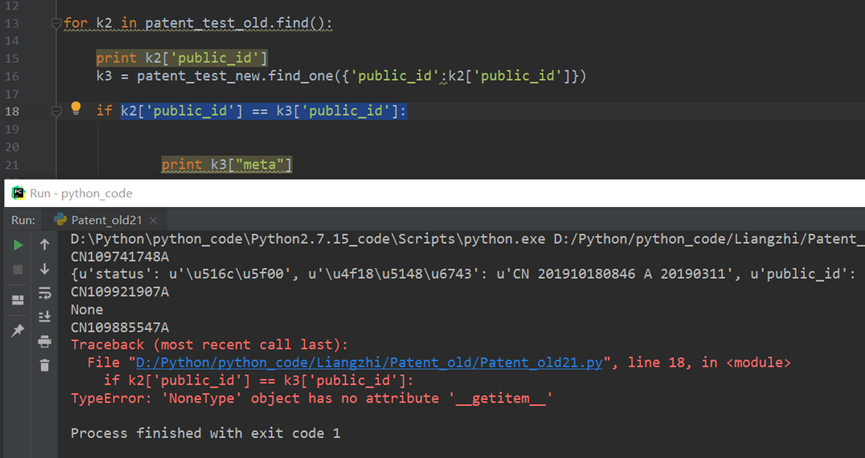 12
13 for k2 in patent_test_old.find():
14
15 print k2['public_id']
16 k3 = patent_test_new.find_one({'public_id':k2['public_id']})
17
18 if k2['public_id'] == k3['public_id']:
19
20
21 print k3["meta"]
Run - python_code
Run: Patent_old21
D:\Python\python_code\Python2.7.15_code\Scripts\python.exe D:/Python/python_code/Liangzhi/Patent_
CN109741748A
{u'status': u'\u516c\u5f00', u'\u4f18\u5148\u6743': u'CN 201910180846 A 20190311', u'public_id':
CN109921907A
None
CN109885547A
Traceback (most recent call last):
File "D:/Python/python_code/Liangzhi/Patent_old/Patent_old21.py", line 18, in <module>
if k2['public_id'] == k3['public_id']:
TypeError: 'NoneType' object has no attribute '__getitem__'
Process finished with exit code 1